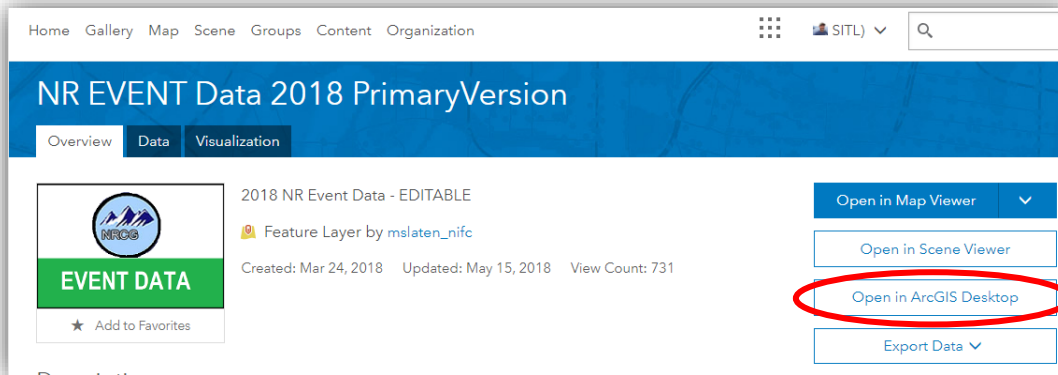 Home Gallery Map Scene Groups Content Organization SITL)
NR EVENT Data 2018 PrimaryVersion
Overview Data Visualization
NRCG
EVENT DATA
★ Add to Favorites
2018 NR Event Data - EDITABLE
Feature Layer by mslaten_nifc
Created: Mar 24, 2018 Updated: May 15, 2018 View Count: 731
Open in Map Viewer
Open in Scene Viewer
Open in ArcGIS Desktop
Export Data